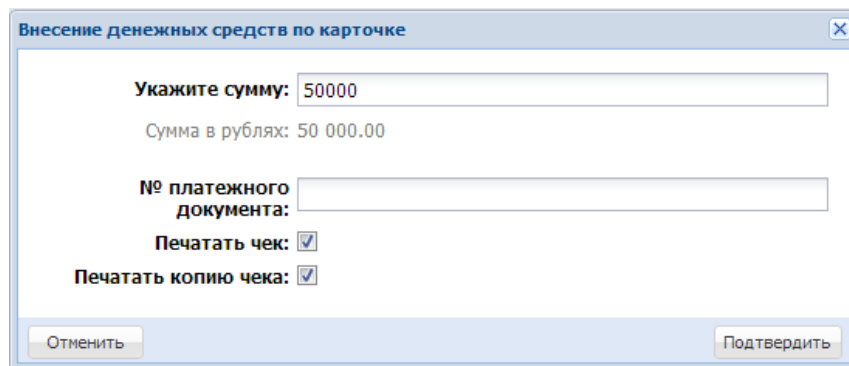 Внесение денежных средств по карточке
Укажите сумму: 50000
Сумма в рублях: 50 000.00
№ платежного
документа:
Печатать чек:
Печатать копию чека:
Отменить Подтвердить